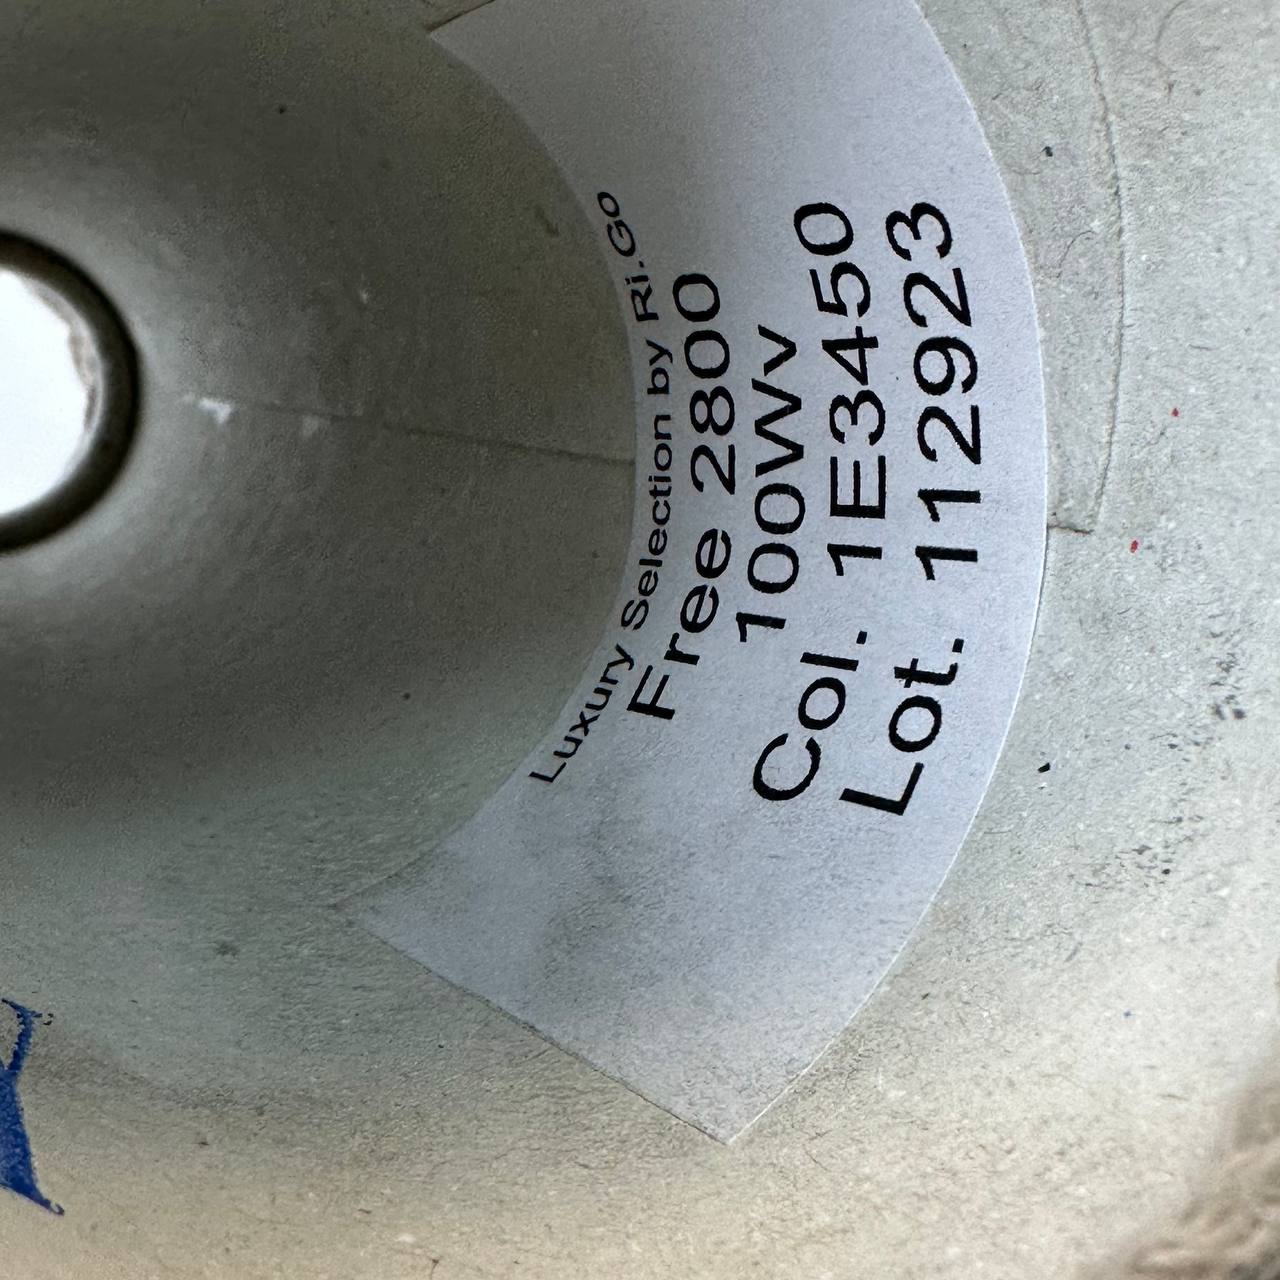 Luxury Selection by Ri.Go
Free 2800
100Wv
Col. 1E3450
Lot. 112923